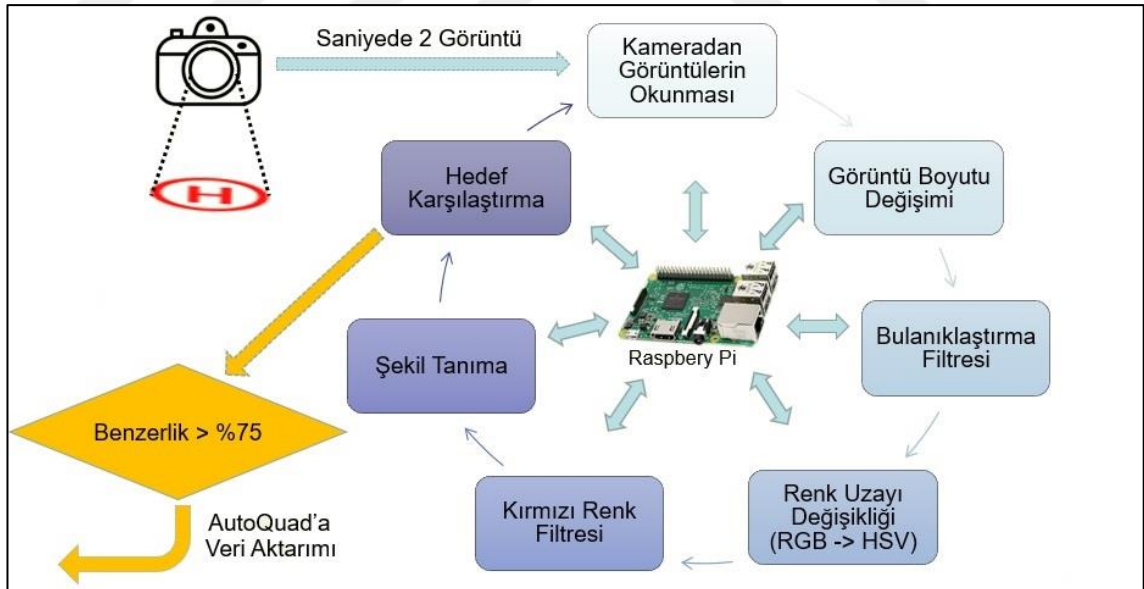 Saniyede 2 Görüntü
Kameradan
Görüntülerin
Okunması
Görüntü Boyutu
Değişimi
Bulanıklaştırma
Filtresi
Renk Uzayı
Değişikliği
(RGB -> HSV)
Kırmızı Renk
Filtresi
Şekil Tanıma
Hedef
Karşılaştırma
Raspbery Pi
Benzerlik > %75
AutoQuad'a
Veri Aktarımı
H